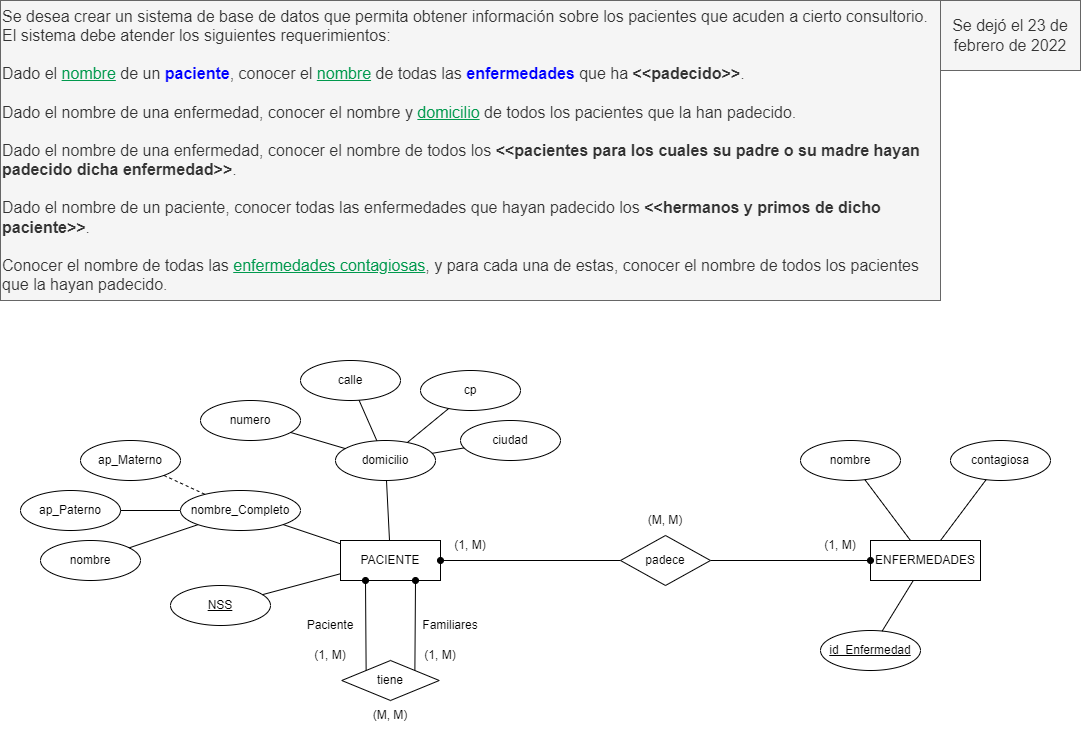 Se desea crear un sistema de base de datos que permita obtener información sobre los pacientes que acuden a cierto consultorio.
El sistema debe atender los siguientes requerimientos:
Dado el nombre de un paciente, conocer el nombre de todas las enfermedades que ha <<padecido>>.
Dado el nombre de una enfermedad, conocer el nombre y domicilio de todos los pacientes que la han padecido.
Dado el nombre de una enfermedad, conocer el nombre de todos los <<pacientes para los cuales su padre o su madre hayan
padecido dicha enfermedad>>.
Dado el nombre de un paciente, conocer todas las enfermedades que hayan padecido los <<hermanos y primos de dicho
paciente>>.
Conocer el nombre de todas las enfermedades contagiosas, y para cada una de estas, conocer el nombre de todos los pacientes
que la hayan padecido.
Se dejó el 23 de
febrero de 2022
calle
cp
numero
ciudad
ap_Materno
domicilio
nombre
contagiosa
ap_Paterno
nombre_Completo
(M, M)
nombre
PACIENTE
(1, M)
padece
(1, M)
ENFERMEDADES
NSS
Paciente
Familiares
(1, M)
(1, M)
id_Enfermedad
tiene
(M, M)